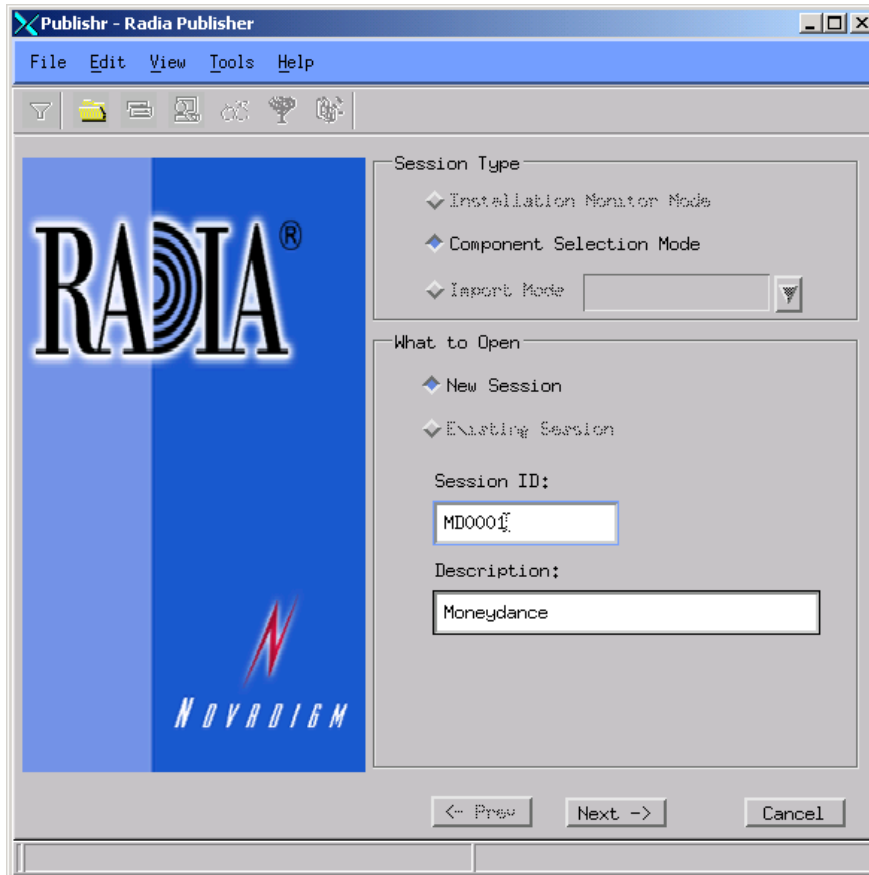 Publishr - Radia Publisher
File Edit View Tools Help
RADIA®
NOVADIGM
Session Type
Installation Monitor Mode
Component Selection Mode
Import Mode
What to Open
New Session
Existing Session
Session ID:
MD0001
Description:
Moneydance
<- Prev Next -> Cancel